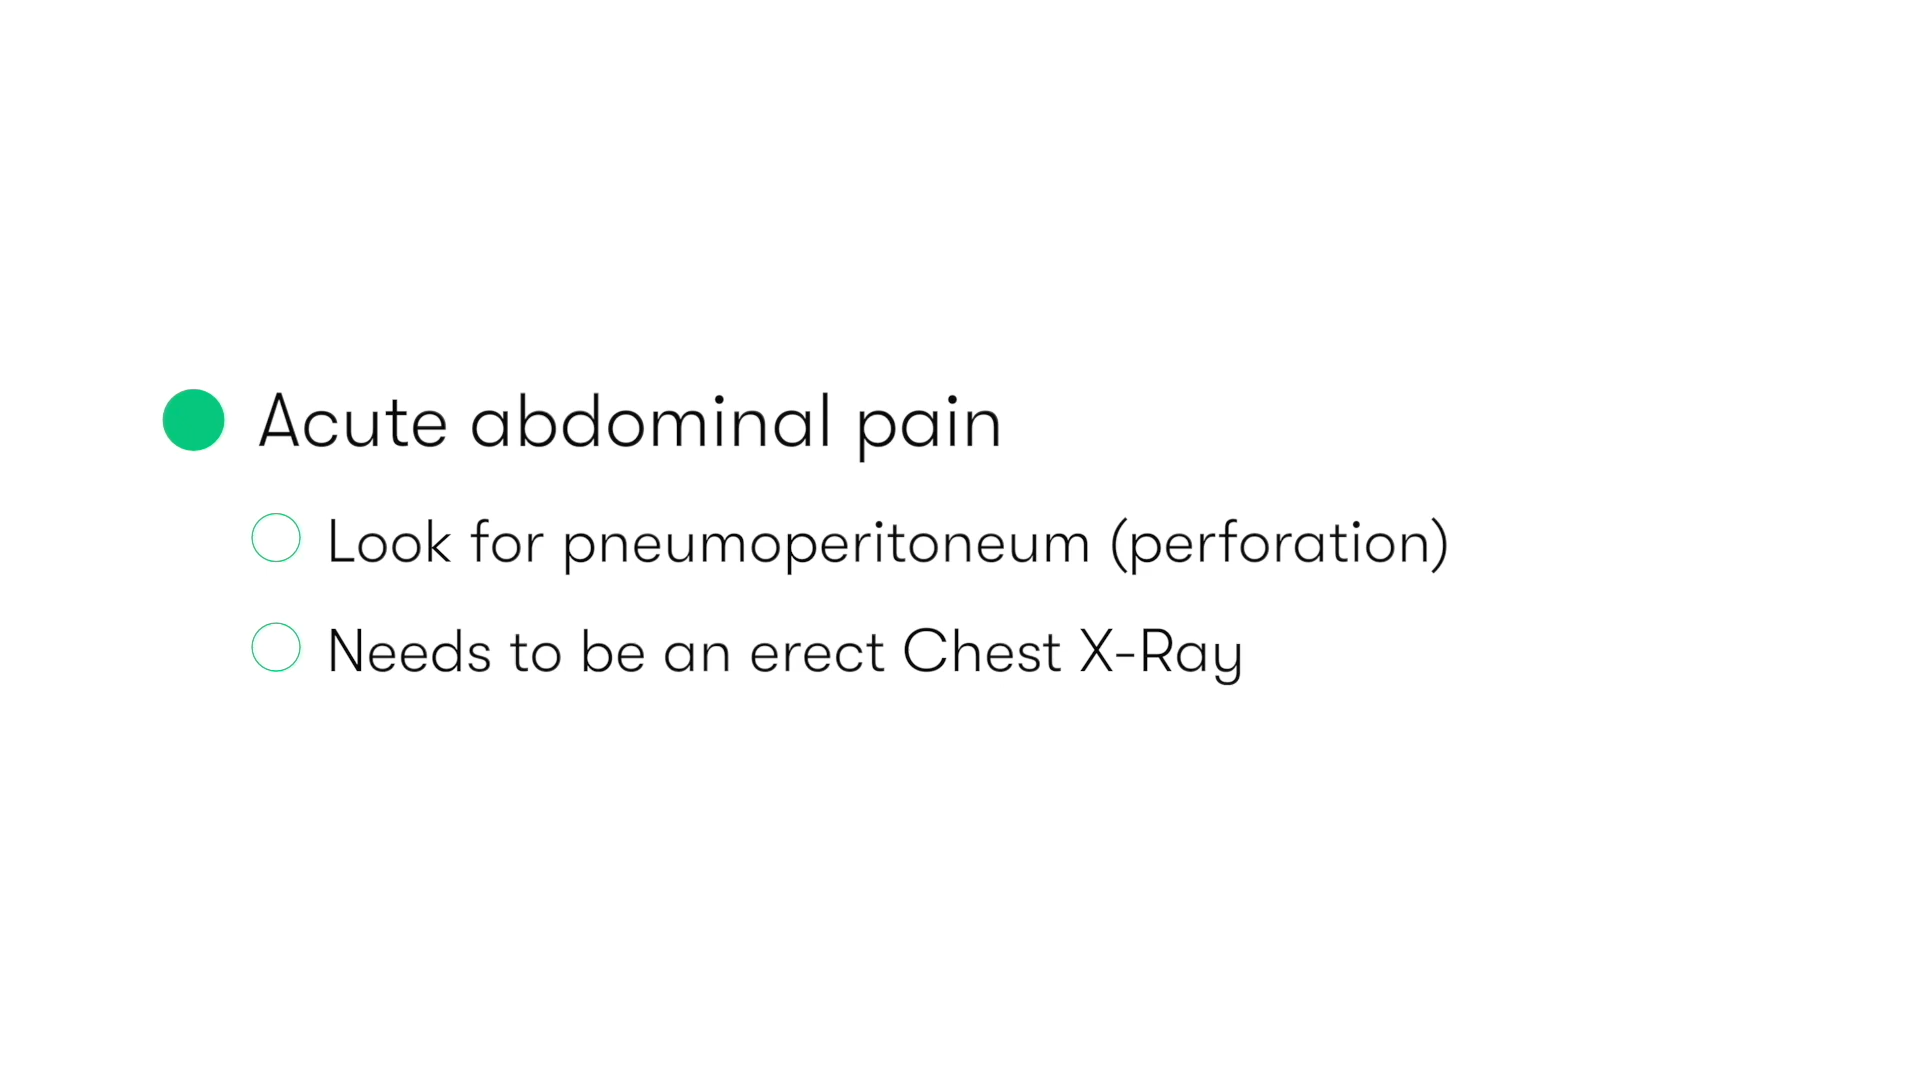 Acute abdominal pain
Look for pneumoperitoneum (perforation)
Needs to be an erect Chest X-Ray